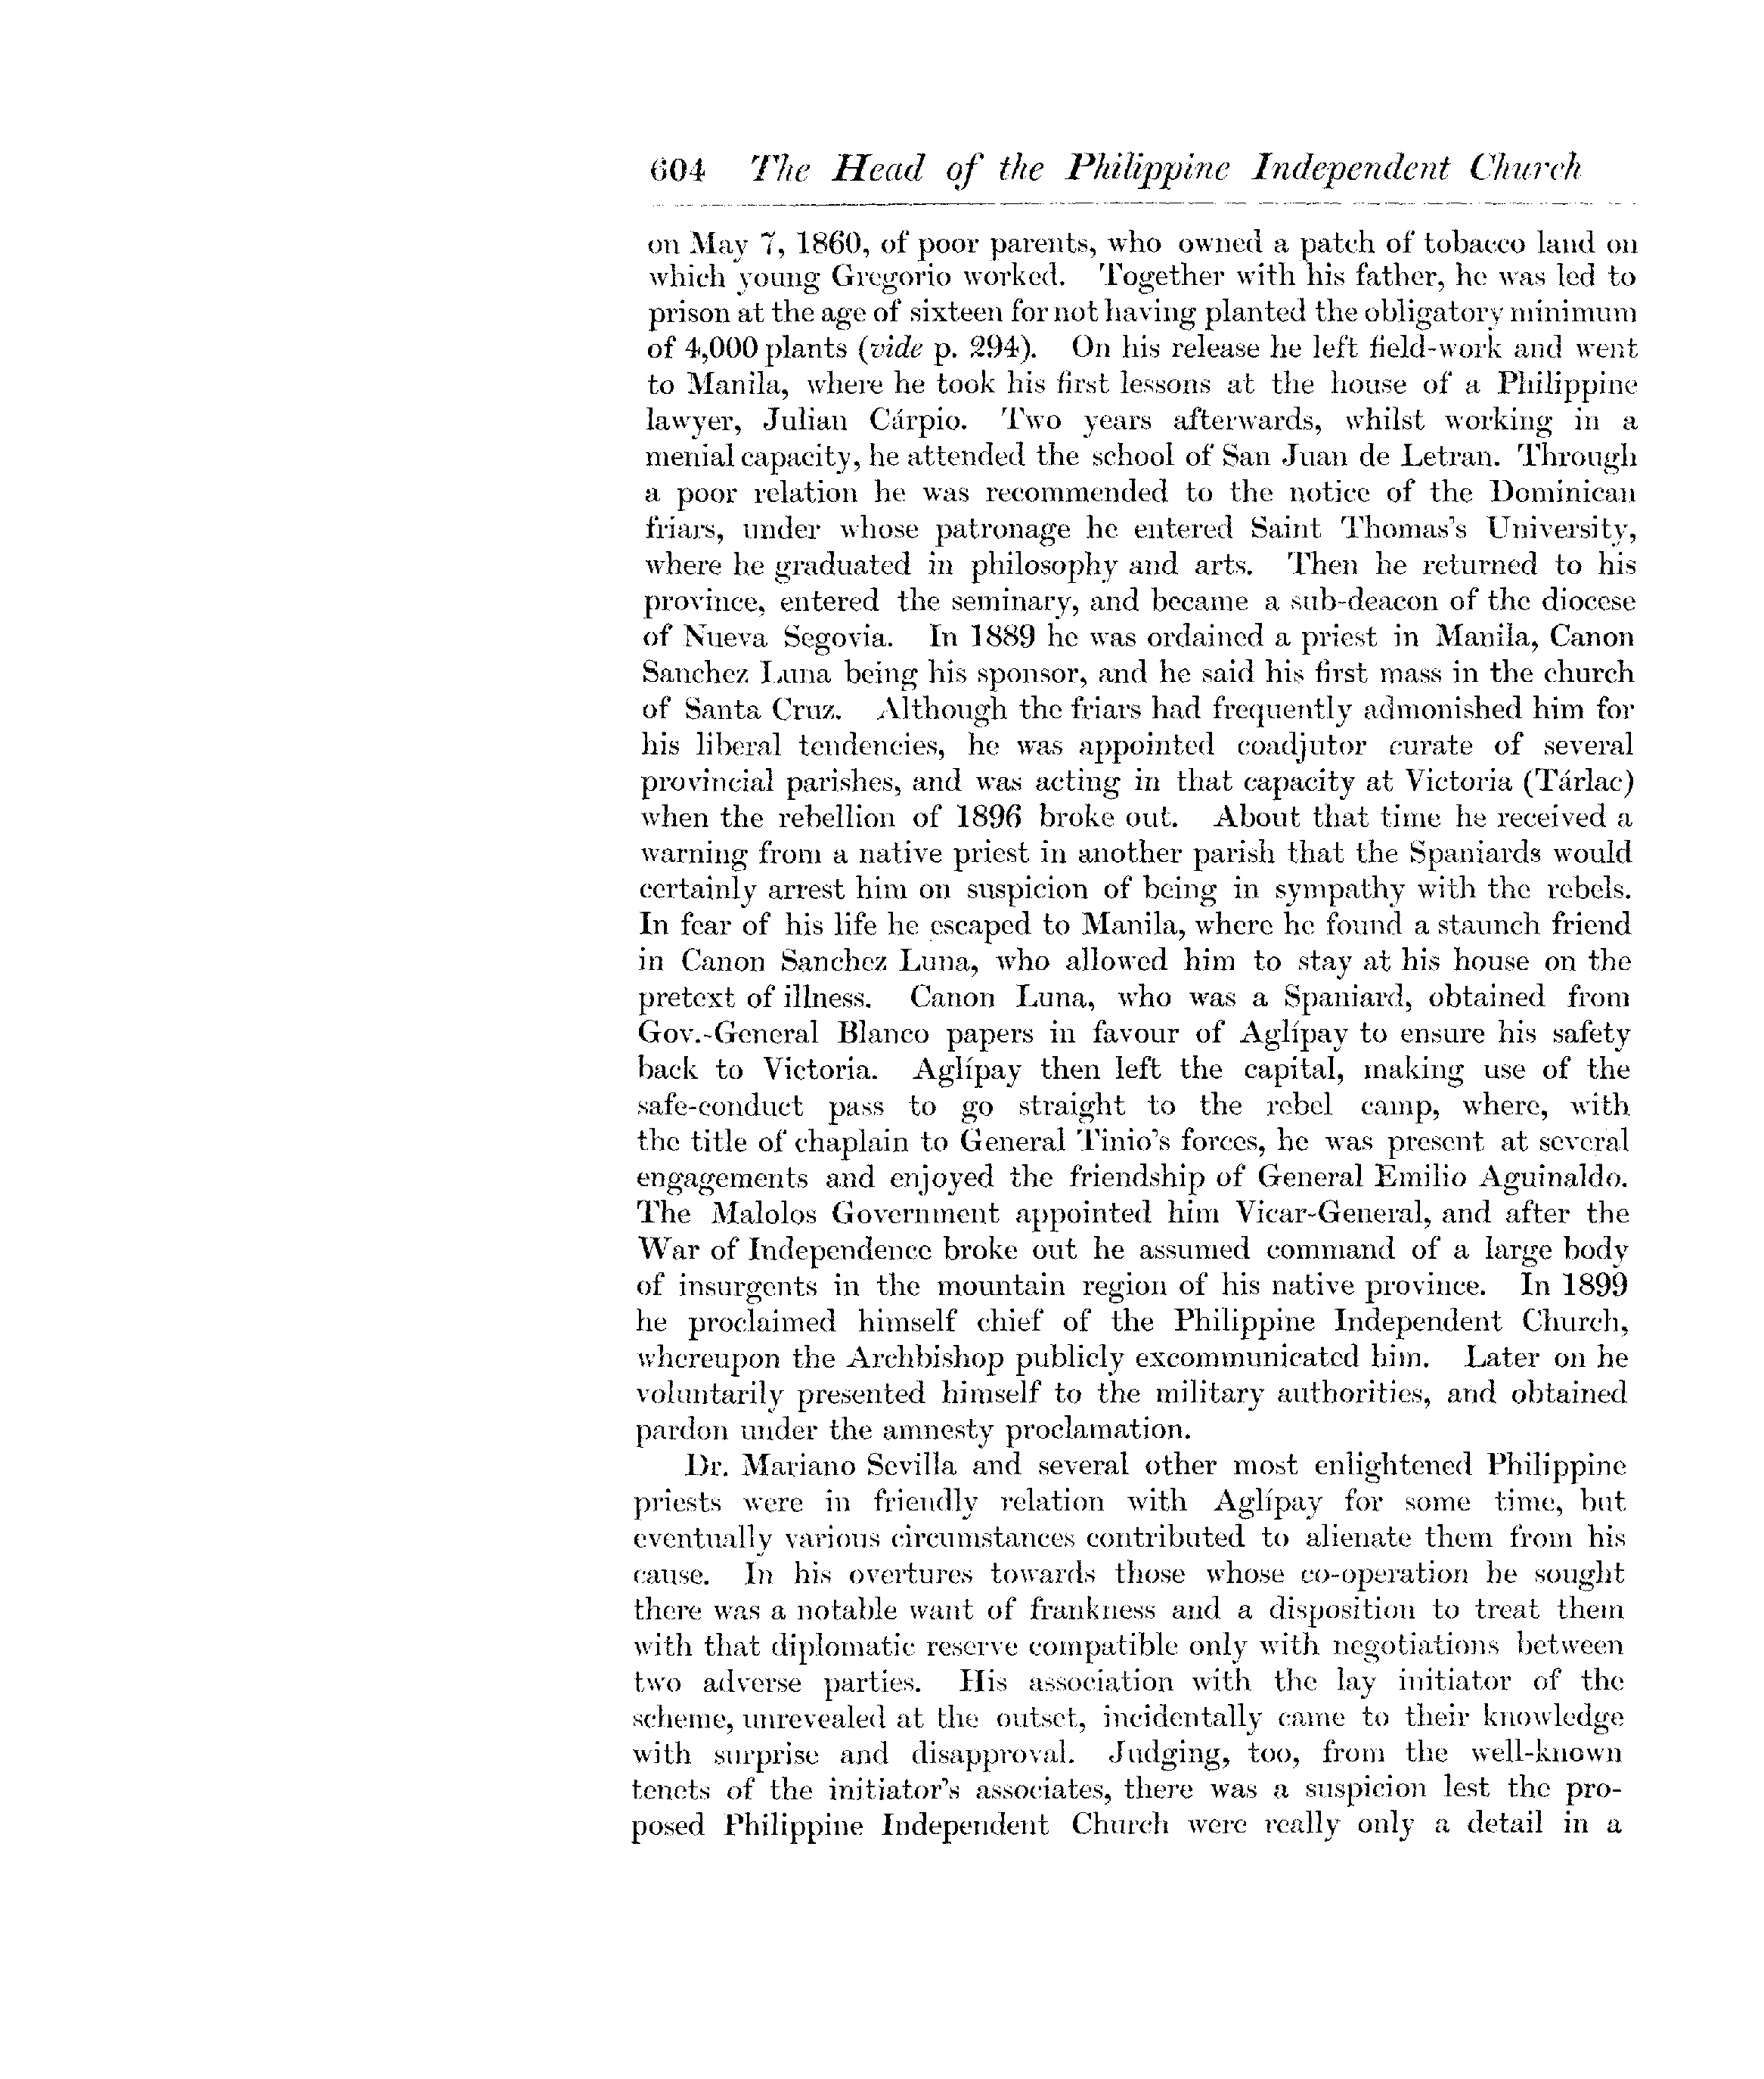 604 The Head of the Philippine Independent Church
on May 7, 1860, of poor parents, who owned a patch of tobacco land on
which young Gregorio worked. Together with his father, he was led to
prison at the age of sixteen for not having planted the obligatory minimum
of 4,000 plants (vide p. 294). On his release he left field-work and went
to Manila, where he took his first lessons at the house of a Philippine
lawyer, Julian Cárpio. Two years afterwards, whilst working in a
menial capacity, he attended the school of San Juan de Letran. Through
a poor relation he was recommended to the notice of the Dominican
friars, under whose patronage he entered Saint Thomas's University,
where he graduated in philosophy and arts. Then he returned to his
province, entered the seminary, and became a sub-deacon of the diocese
of Nueva Segovia. In 1889 he was ordained a priest in Manila, Canon
Sanchez Luna being his sponsor, and he said his first mass in the church
of Santa Cruz. Although the friars had frequently admonished him for
his liberal tendencies, he was appointed coadjutor curate of several
provincial parishes, and was acting in that capacity at Victoria (Tárlac)
when the rebellion of 1896 broke out. About that time he received a
warning from a native priest in another parish that the Spaniards would
certainly arrest him on suspicion of being in sympathy with the rebels.
In fear of his life he escaped to Manila, where he found a staunch friend
in Canon Sanchez Luna, who allowed him to stay at his house on the
pretext of illness. Canon Luna, who was a Spaniard, obtained from
Gov.-General Blanco papers in favour of Aglípay to ensure his safety
back to Victoria. Aglípay then left the capital, making use of the
safe-conduct pass to go straight to the rebel camp, where, with
the title of chaplain to General Tinio's forces, he was present at several
engagements and enjoyed the friendship of General Emilio Aguinaldo.
The Malolos Government appointed him Vicar-General, and after the
War of Independence broke out he assumed command of a large body
of insurgents in the mountain region of his native province. In 1899
he proclaimed himself chief of the Philippine Independent Church,
whereupon the Archbishop publicly excommunicated him. Later on he
voluntarily presented himself to the military authorities, and obtained
pardon under the amnesty proclamation.
Dr. Mariano Sevilla and several other most enlightened Philippine
priests were in friendly relation with Aglípay for some time, but
eventually various circumstances contributed to alienate them from his
cause. In his overtures towards those whose co-operation he sought
there was a notable want of frankness and a disposition to treat them
with that diplomatic reserve compatible only with negotiations between
two adverse parties. His association with the lay initiator of the
scheme, unrevealed at the outset, incidentally came to their knowledge
with surprise and disapproval. Judging, too, from the well-known
tenets of the initiator's associates, there was a suspicion lest the pro-
posed Philippine Independent Church were really only a detail in a